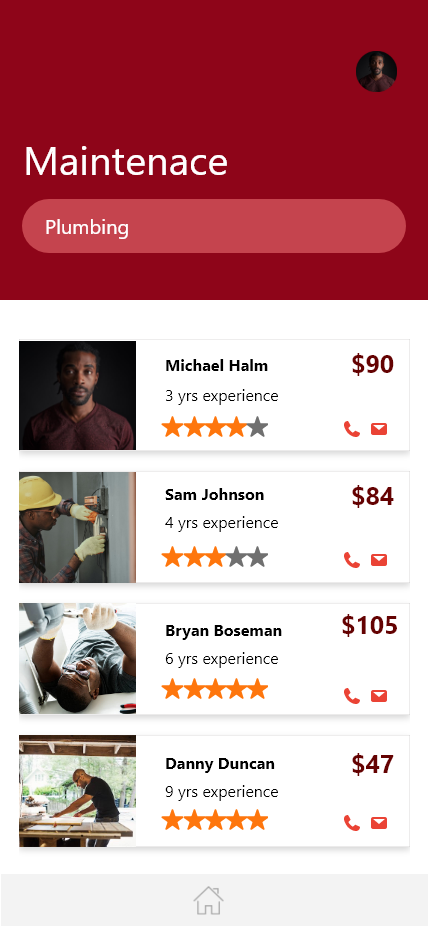 Maintenace
Plumbing
Michael Halm
$90
3 yrs experience
Sam Johnson
$84
4 yrs experience
Bryan Boseman
$105
6 yrs experience
Danny Duncan
$47
9 yrs experience